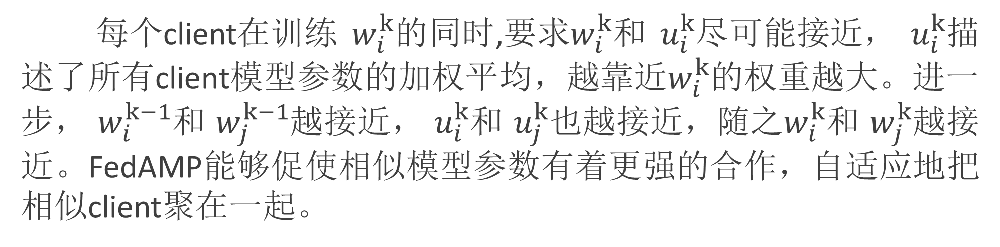 每个client在训练 $w_i^{\mathrm{k}}$的同时,要求$w_i^{\mathrm{k}}$和 $u_i^{\mathrm{k}}$尽可能接近， $u_i^{\mathrm{k}}$描
述了所有client模型参数的加权平均，越靠近$w_i^{\mathrm{k}}$的权重越大。进一
步， $w_i^{\mathrm{k-1}}$和 $w_j^{\mathrm{k-1}}$越接近， $u_i^{\mathrm{k}}$和 $u_j^{\mathrm{k}}$也越接近，随之$w_i^{\mathrm{k}}$和 $w_j^{\mathrm{k}}$越接
近。FedAMP能够促使相似模型参数有着更强的合作，自适应地把
相似client聚在一起。